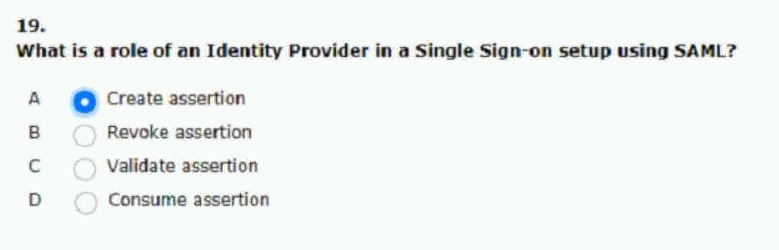 19.
What is a role of an Identity Provider in a Single Sign-on setup using SAML?
A Create assertion
B Revoke assertion
C Validate assertion
D Consume assertion